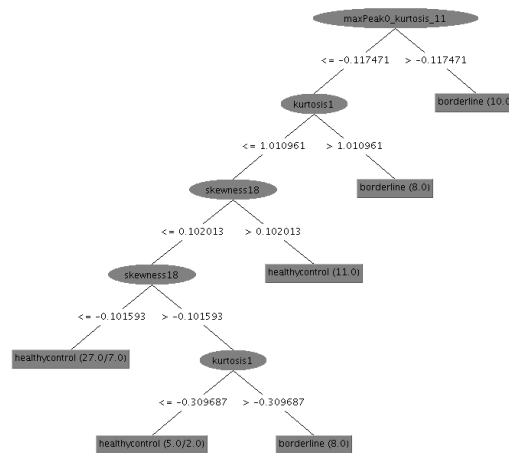 maxPeak0_kurtosis_11
<= -0.117471 > -0.117471
kurtosis1
borderline (10.0
<= 1.010961 > 1.010961
skewness18
borderline (8.0)
<= 0.102013 > 0.102013
skewness18
healthycontrol (11.0)
<= -0.101593 > -0.101593
healthycontrol (27.0/7.0)
kurtosis1
<= -0.309687 > -0.309687
healthycontrol (5.0/2.0)
borderline (8.0)